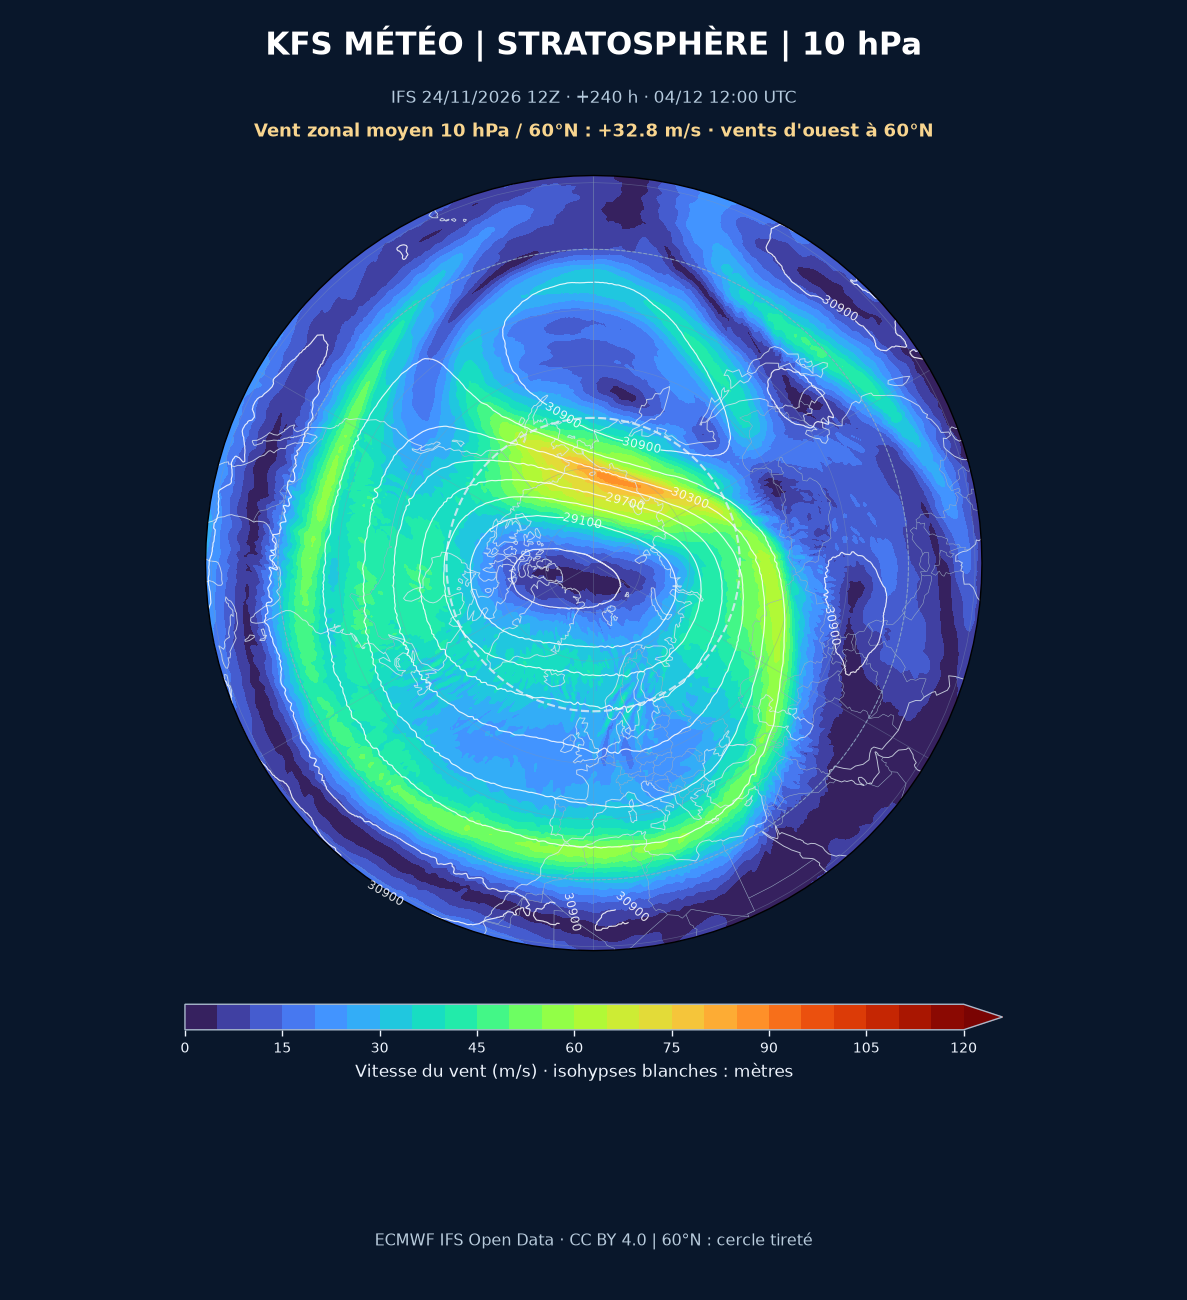 KFS MÉTÉO | STRATOSPHÈRE | 10 hPa
IFS 24/11/2026 12Z · +240 h · 04/12 12:00 UTC
Vent zonal moyen 10 hPa / 60°N : +32.8 m/s · vents d'ouest à 60°N
30900
30900
30900
30300
29700
29100
30900
30900
30900
30900
0 15 30 45 60 75 90 105 120
Vitesse du vent (m/s) · isohypses blanches : mètres
ECMWF IFS Open Data · CC BY 4.0 | 60°N : cercle tireté